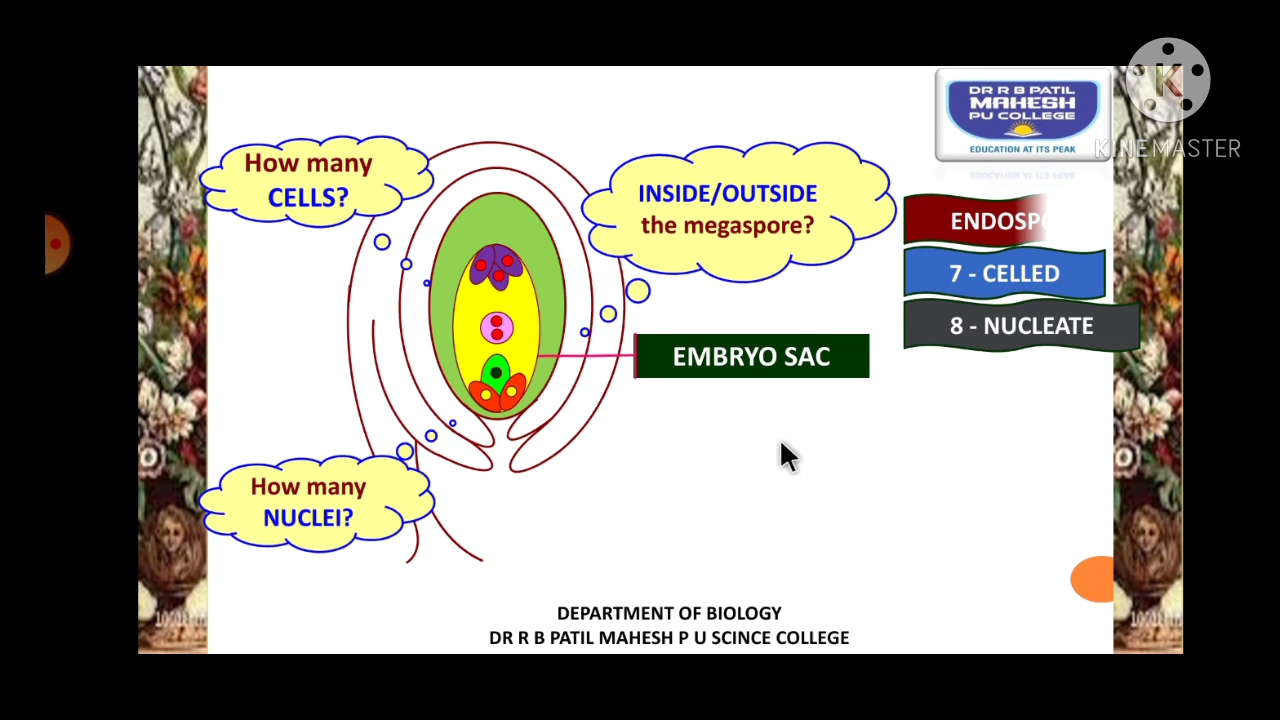 DR R B PATIL
MAHESH
PU COLLEGE
EDUCATION AT ITS PEAK
K
KINEMASTER
How many
CELLS?
INSIDE/OUTSIDE
the megaspore?
7 - CELLED
8 - NUCLEATE
EMBRYO SAC
How many
NUCLEI?
DEPARTMENT OF BIOLOGY
DR R B PATIL MAHESH P U SCINCE COLLEGE